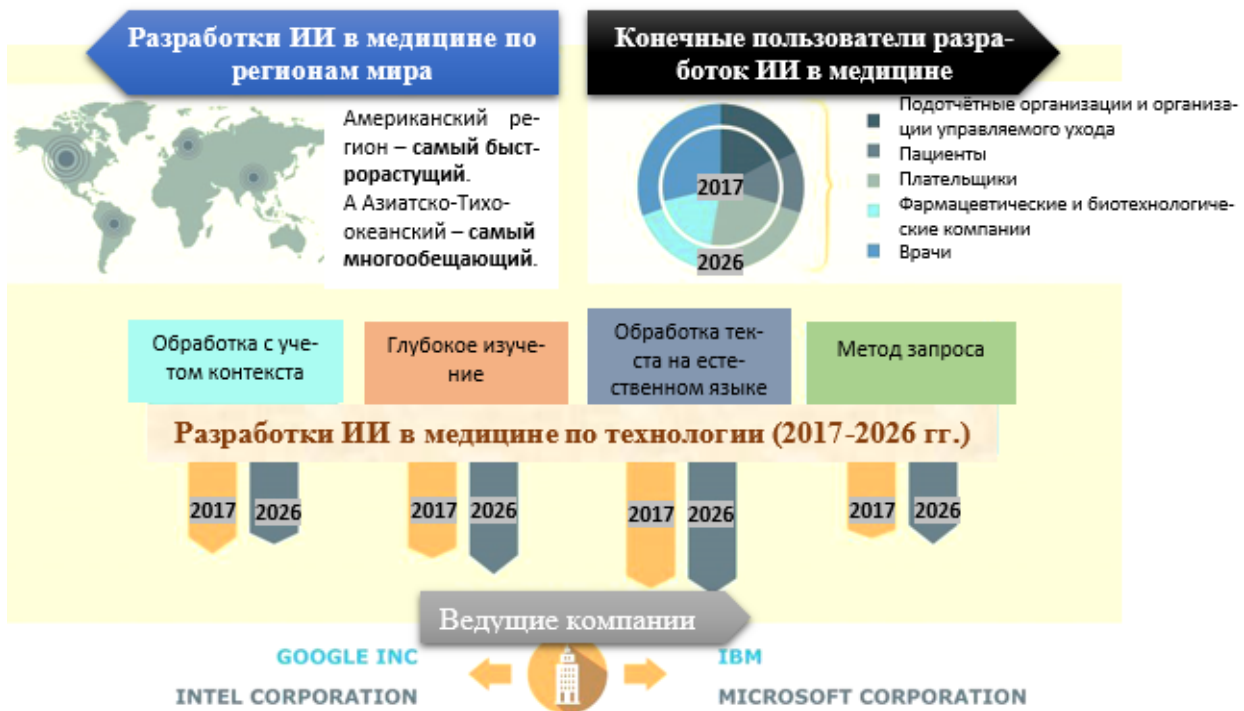 Разработки ИИ в медицине по
регионам мира
Американский ре-
гион – самый быст-
рорастущий.
А Азиатско-Тихо-
океанский – самый
многообещающий.
Конечные пользователи разра-
боток ИИ в медицине
2017
2026
Подотчётные организации и организа-
ции управляемого ухода
Пациенты
Плательщики
Фармацевтические и биотехнологиче-
ские компании
Врачи
Обработка с уче-
том контекста
Глубокое изуче-
ние
Обработка тек-
ста на есте-
ственном языке
Метод запроса
Разработки ИИ в медицине по технологии (2017-2026 гг.)
2017
2026
2017
2026
2017
2026
2017
2026
Ведущие компании
GOOGLE INC
INTEL CORPORATION
IBM
MICROSOFT CORPORATION